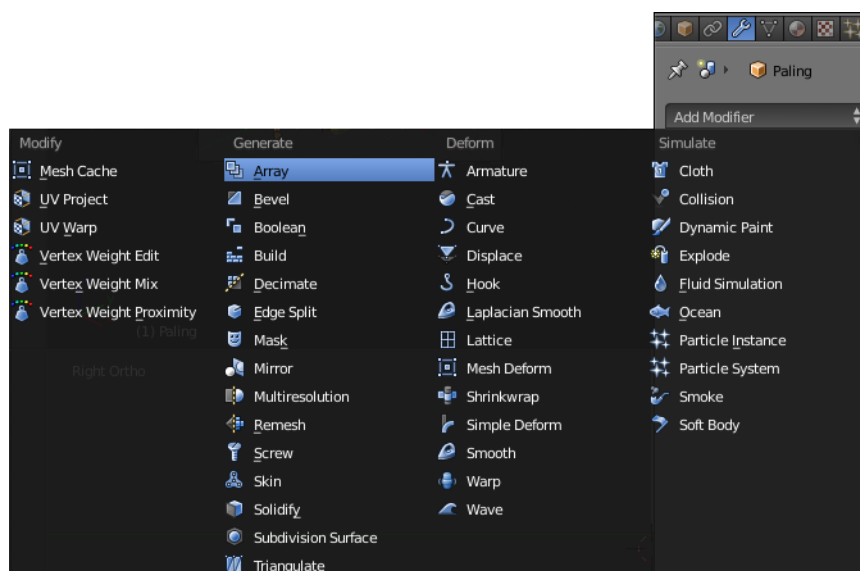 Paling
Add Modifier
Modify
Mesh Cache
UV Project
UV Warp
Vertex Weight Edit
Vertex Weight Mix
Vertex Weight Proximity
(1) Paling
Right Ortho
Generate
Array
Bevel
Boolean
Build
Decimate
Edge Split
Mask
Mirror
Multiresolution
Remesh
Screw
Skin
Solidify
Subdivision Surface
Triangulate
Deform
Armature
Cast
Curve
Displace
Hook
Laplacian Smooth
Lattice
Mesh Deform
Shrinkwrap
Simple Deform
Smooth
Warp
Wave
Simulate
Cloth
Collision
Dynamic Paint
Explode
Fluid Simulation
Ocean
Particle Instance
Particle System
Smoke
Soft Body